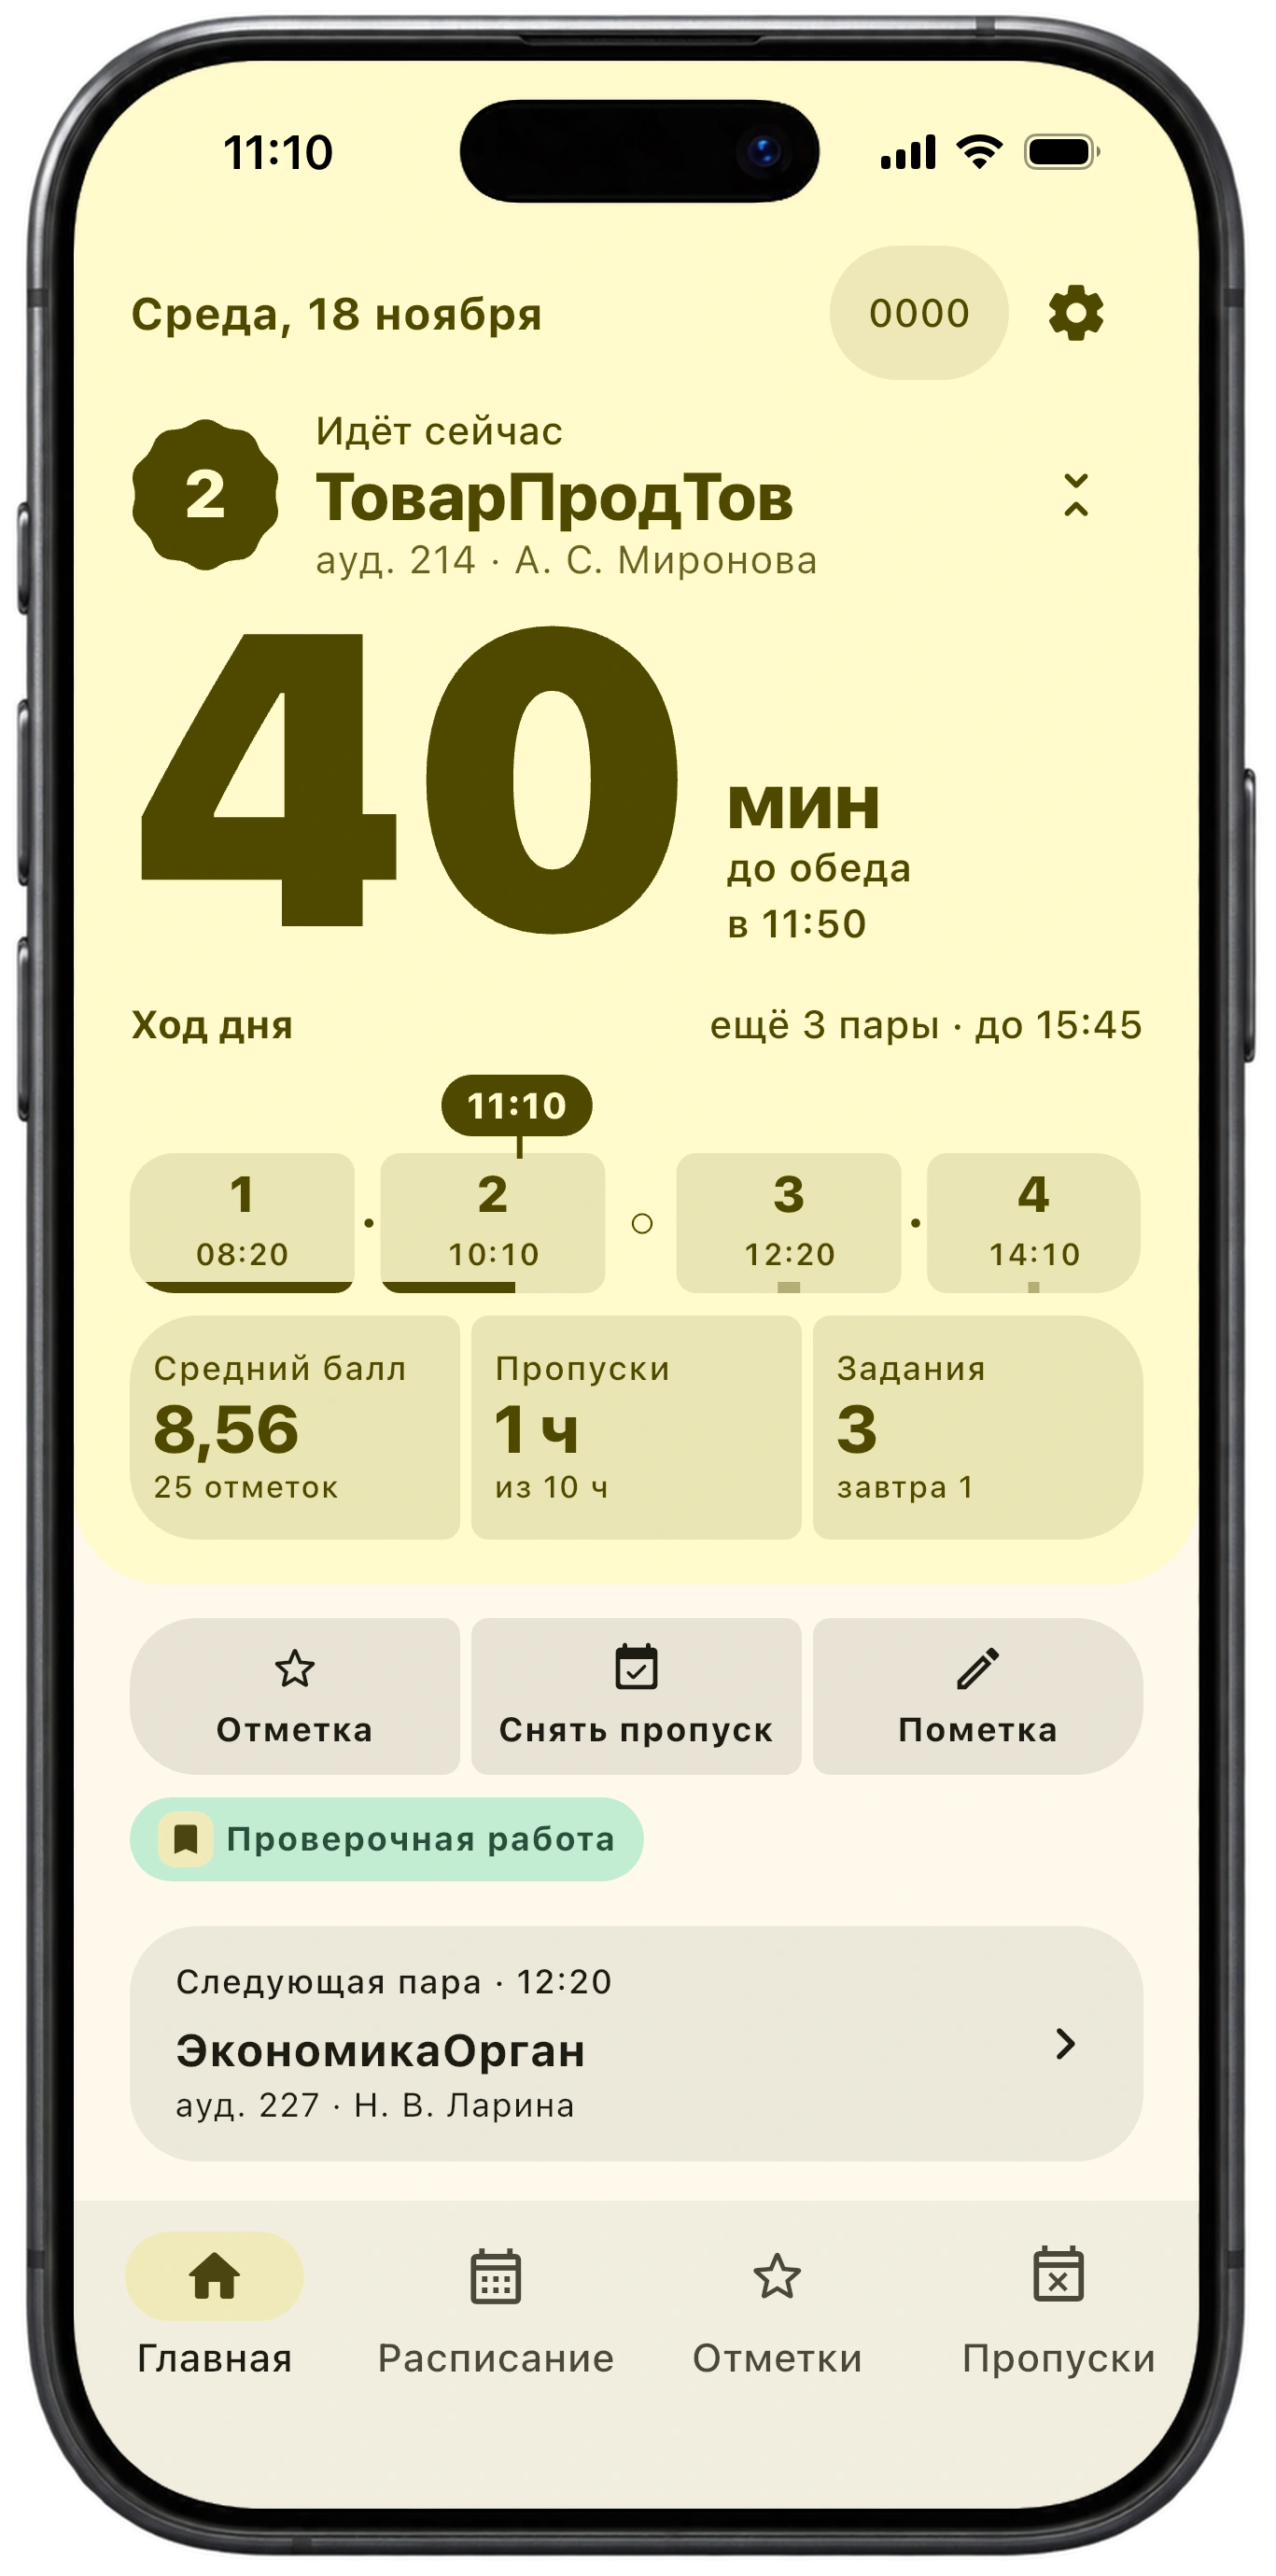 11:10
Среда, 18 ноября
0000
2
Идёт сейчас
ТоварПродТов
ауд. 214 · А. С. Миронова
40
мин
до обеда
в 11:50
Ход дня
ещё 3 пары · до 15:45
11:10
1
2
3
4
08:20
10:10
12:20
14:10
Средний балл
Пропуски
Задания
8,56
1 ч
3
25 отметок
из 10 ч
завтра 1
Отметка
Снять пропуск
Пометка
Проверочная работа
Следующая пара · 12:20
ЭкономикаОрган
ауд. 227 · Н. В. Ларина
Главная
Расписание
Отметки
Пропуски